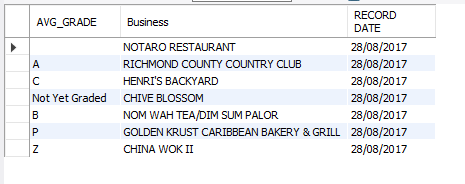 AVG_GRADE Business RECORD DATE
NOTARO RESTAURANT 28/08/2017
A RICHMOND COUNTY COUNTRY CLUB 28/08/2017
C HENRI'S BACKYARD 28/08/2017
Not Yet Graded CHIVE BLOSSOM 28/08/2017
B NOM WAH TEA/DIM SUM PALOR 28/08/2017
P GOLDEN KRUST CARIBBEAN BAKERY & GRILL 28/08/2017
Z CHINA WOK II 28/08/2017